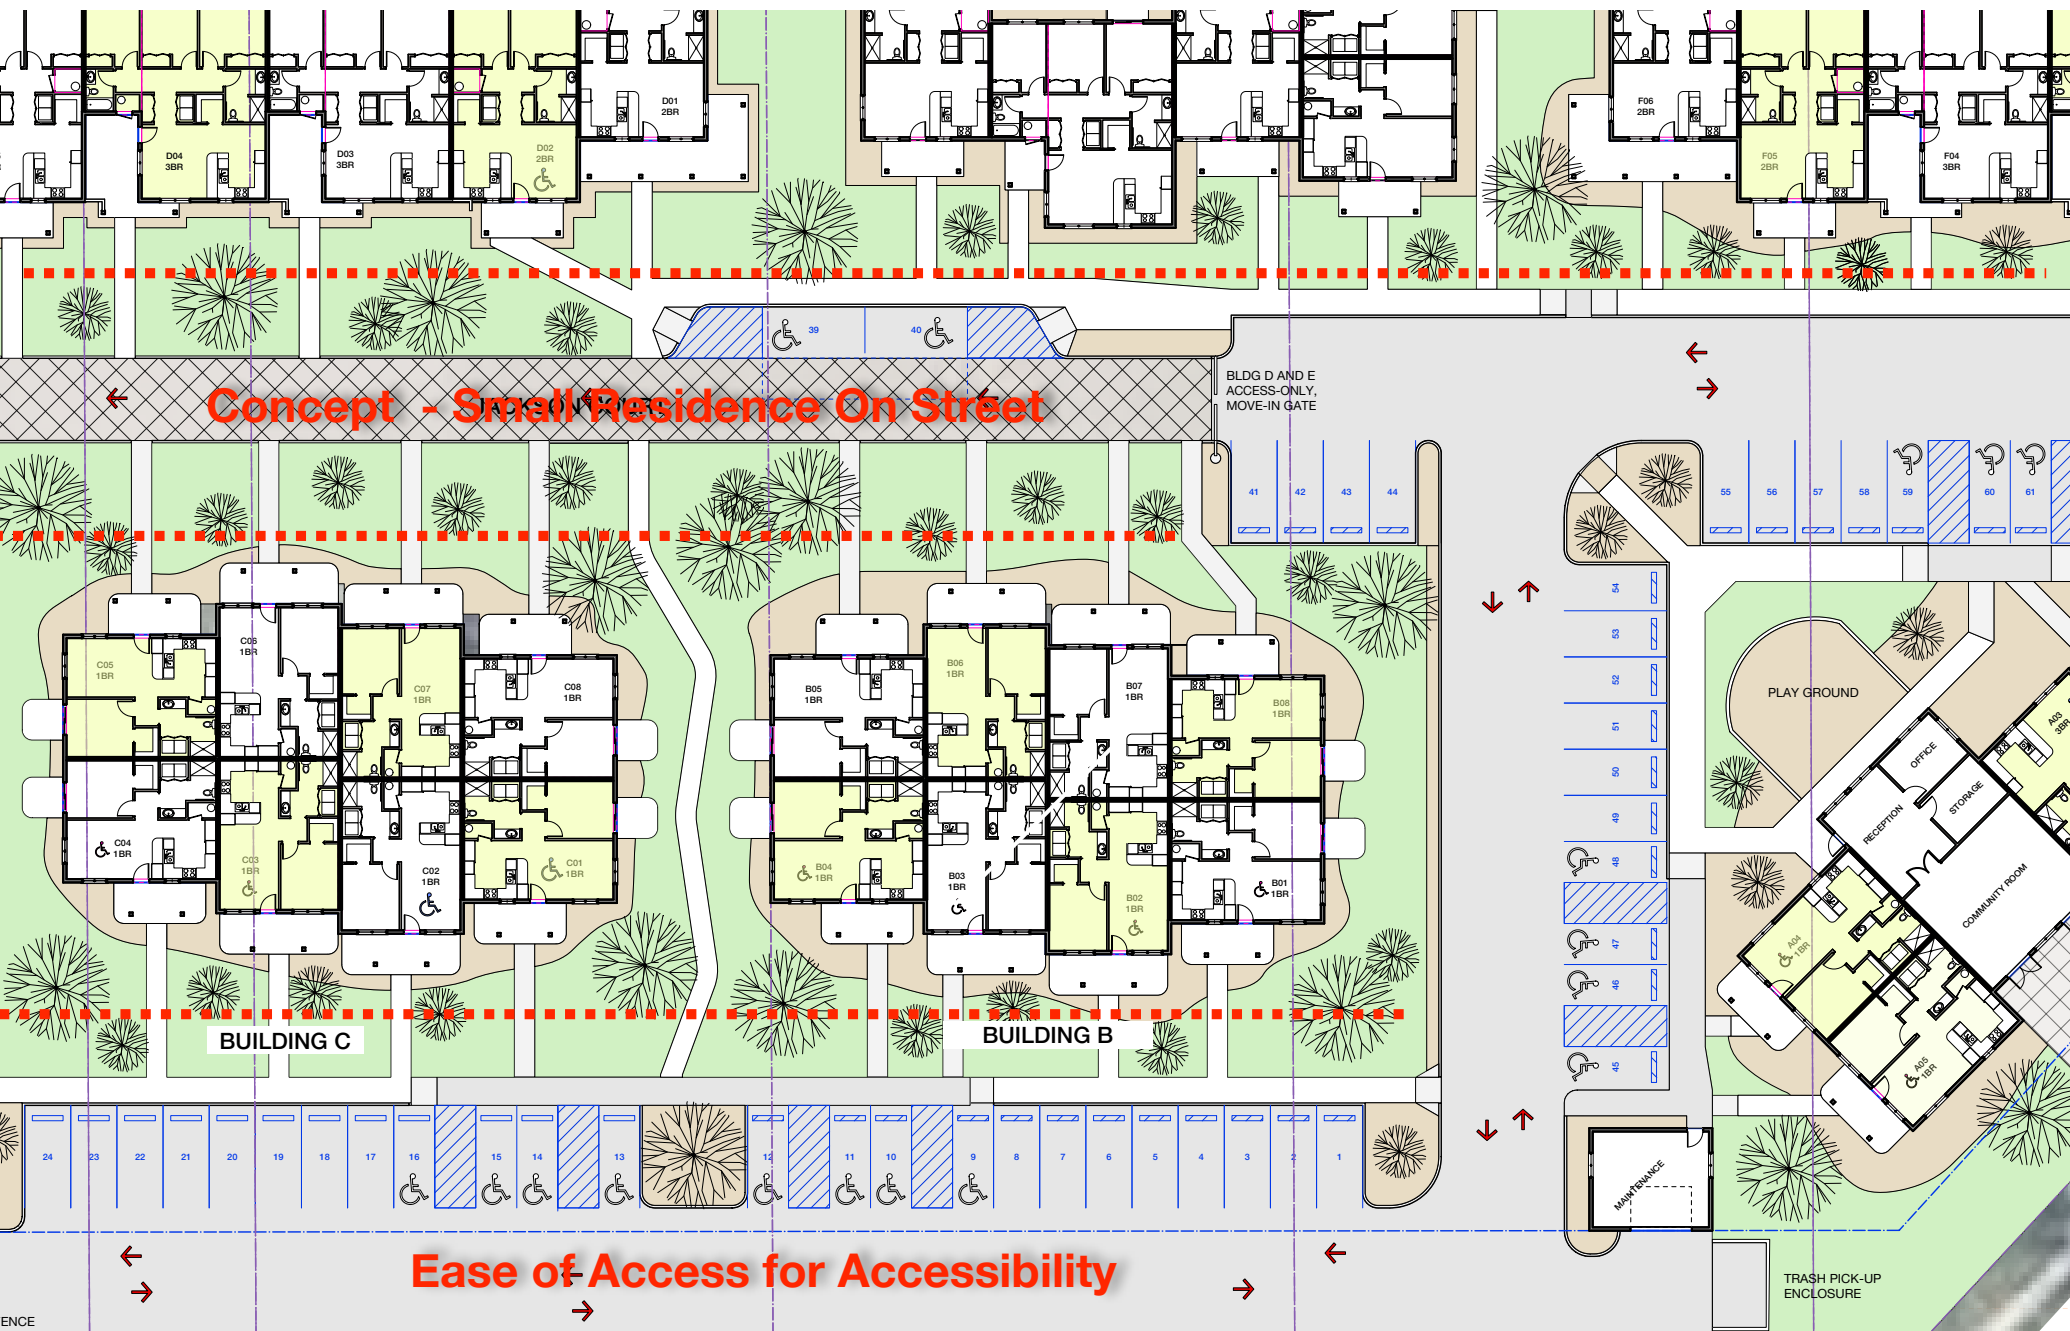 D01
2BR
D04
3BR
D03
3BR
D02
2BR
F06
2BR
F05
2BR
F04
3BR
39
40
BLDG D AND E
ACCESS-ONLY,
MOVE-IN GATE
Concept - Small Residence On Street
41
42
43
44
55
56
57
58
59
60
61
54
53
52
51
50
49
48
47
46
45
C05
1BR
C06
1BR
C07
1BR
C08
1BR
C04
1BR
C03
1BR
C02
1BR
C01
1BR
B05
1BR
B06
1BR
B07
1BR
B08
1BR
B04
1BR
B03
1BR
B02
1BR
B01
1BR
PLAY GROUND
OFFICE
STORAGE
RECEPTION
COMMUNITY ROOM
A03
3BR
A04
1BR
A05
1BR
BUILDING C
BUILDING B
24
23
22
21
20
19
18
17
16
15
14
13
12
11
10
9
8
7
6
5
4
3
2
1
MAINTENANCE
Ease of Access for Accessibility
TRASH PICK-UP
ENCLOSURE
ENCE